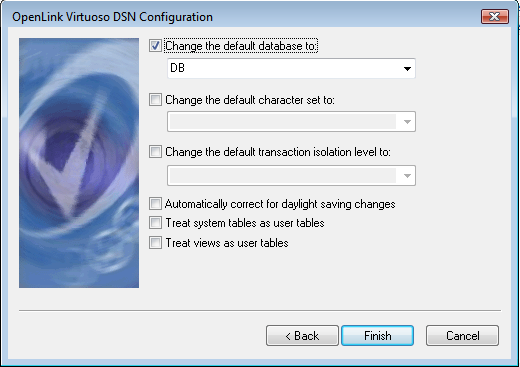 OpenLink Virtuoso DSN Configuration
Change the default database to:
DB
Change the default character set to:
Change the default transaction isolation level to:
Automatically correct for daylight saving changes
Treat system tables as user tables
Treat views as user tables
< Back
Finish
Cancel